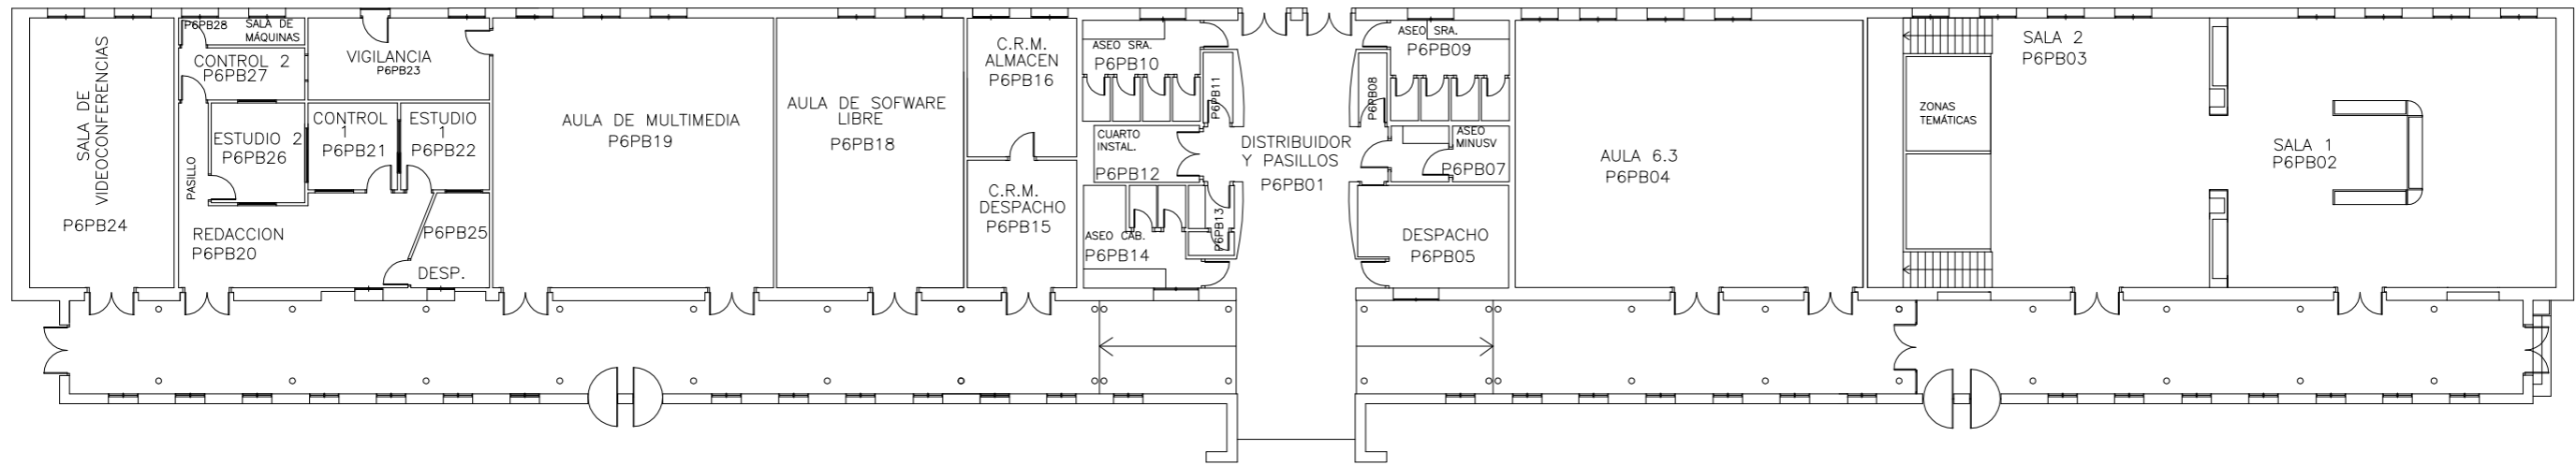 SALA DE
VIDEOCONFERENCIAS
P6PB24
P6PB28
SALA DE
MÁQUINAS
CONTROL 2
P6PB27
VIGILANCIA
P6PB23
ESTUDIO 2
P6PB26
CONTROL
1
P6PB21
ESTUDIO
1
P6PB22
PASILLO
REDACCION
P6PB20
P6PB25
DESP.
AULA DE MULTIMEDIA
P6PB19
AULA DE SOFWARE
LIBRE
P6PB18
C.R.M.
ALMACEN
P6PB16
C.R.M.
DESPACHO
P6PB15
ASEO SRA.
P6PB10
P6PB11
CUARTO
INSTAL.
P6PB12
ASEO CAB.
P6PB14
P6PB13
DISTRIBUIDOR
Y PASILLOS
P6PB01
P6PB08
ASEO SRA.
P6PB09
ASEO
MINUSV
P6PB07
DESPACHO
P6PB05
AULA 6.3
P6PB04
SALA 2
P6PB03
ZONAS
TEMÁTICAS
SALA 1
P6PB02